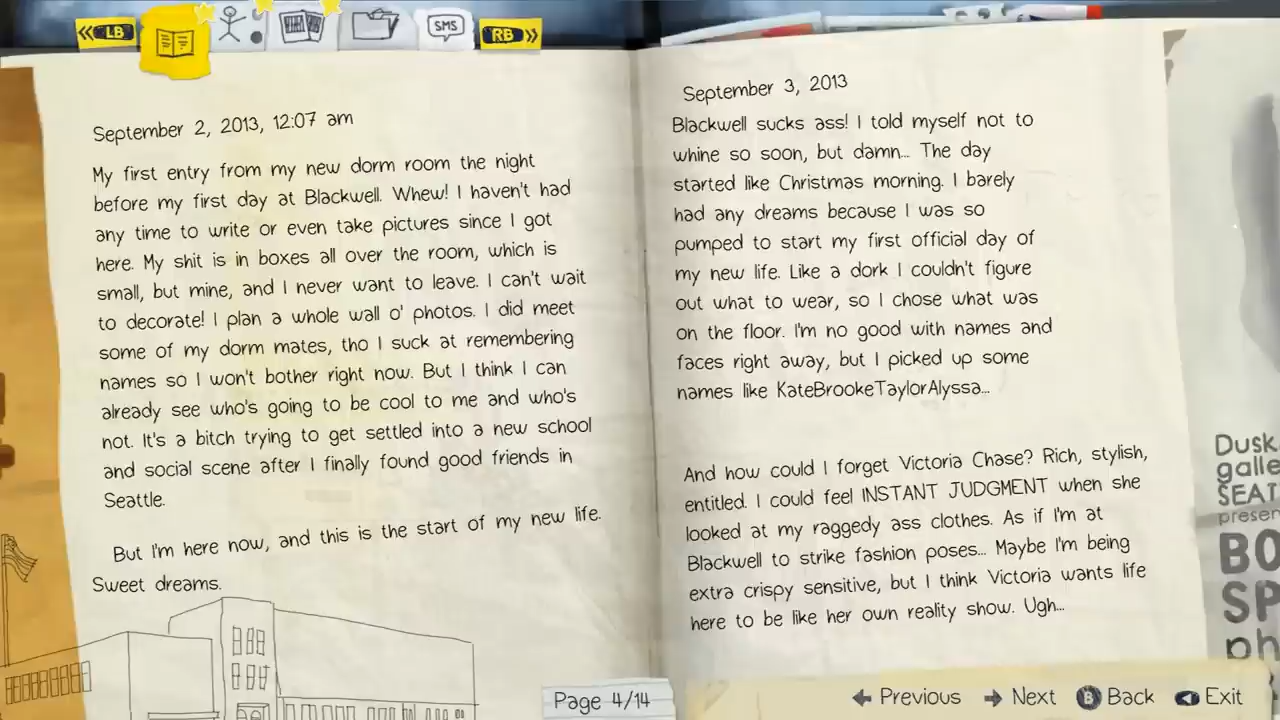 LB
SMS
RB
September 2, 2013, 12:07 am
My first entry from my new dorm room the night
before my first day at Blackwell. Whew! I haven't had
any time to write or even take pictures since I got
here. My shit is in boxes all over the room, which is
small, but mine, and I never want to leave. I can't wait
to decorate! I plan a whole wall o' photos. I did meet
some of my dorm mates, tho I suck at remembering
names so I won't bother right now. But I think I can
already see who's going to be cool to me and who's
not. It's a bitch trying to get settled into a new school
and social scene after I finally found good friends in
Seattle.
But I'm here now, and this is the start of my new life.
Sweet dreams.
September 3, 2013
Blackwell sucks ass! I told myself not to
whine so soon, but damn... The day
started like Christmas morning. I barely
had any dreams because I was so
pumped to start my first official day of
my new life. Like a dork I couldn't figure
out what to wear, so I chose what was
on the floor. I'm no good with names and
faces right away, but I picked up some
names like KateBrookeTaylorAlyssa...
And how could I forget Victoria Chase? Rich, stylish,
entitled. I could feel INSTANT JUDGMENT when she
looked at my raggedy ass clothes. As if I'm at
Blackwell to strike fashion poses... Maybe I'm being
extra crispy sensitive, but I think Victoria wants life
here to be like her own reality show. Ugh...
Dusk
galle
SEAT
presen
BO
SP
ph
Page 4/14
Previous
Next
B Back
Exit